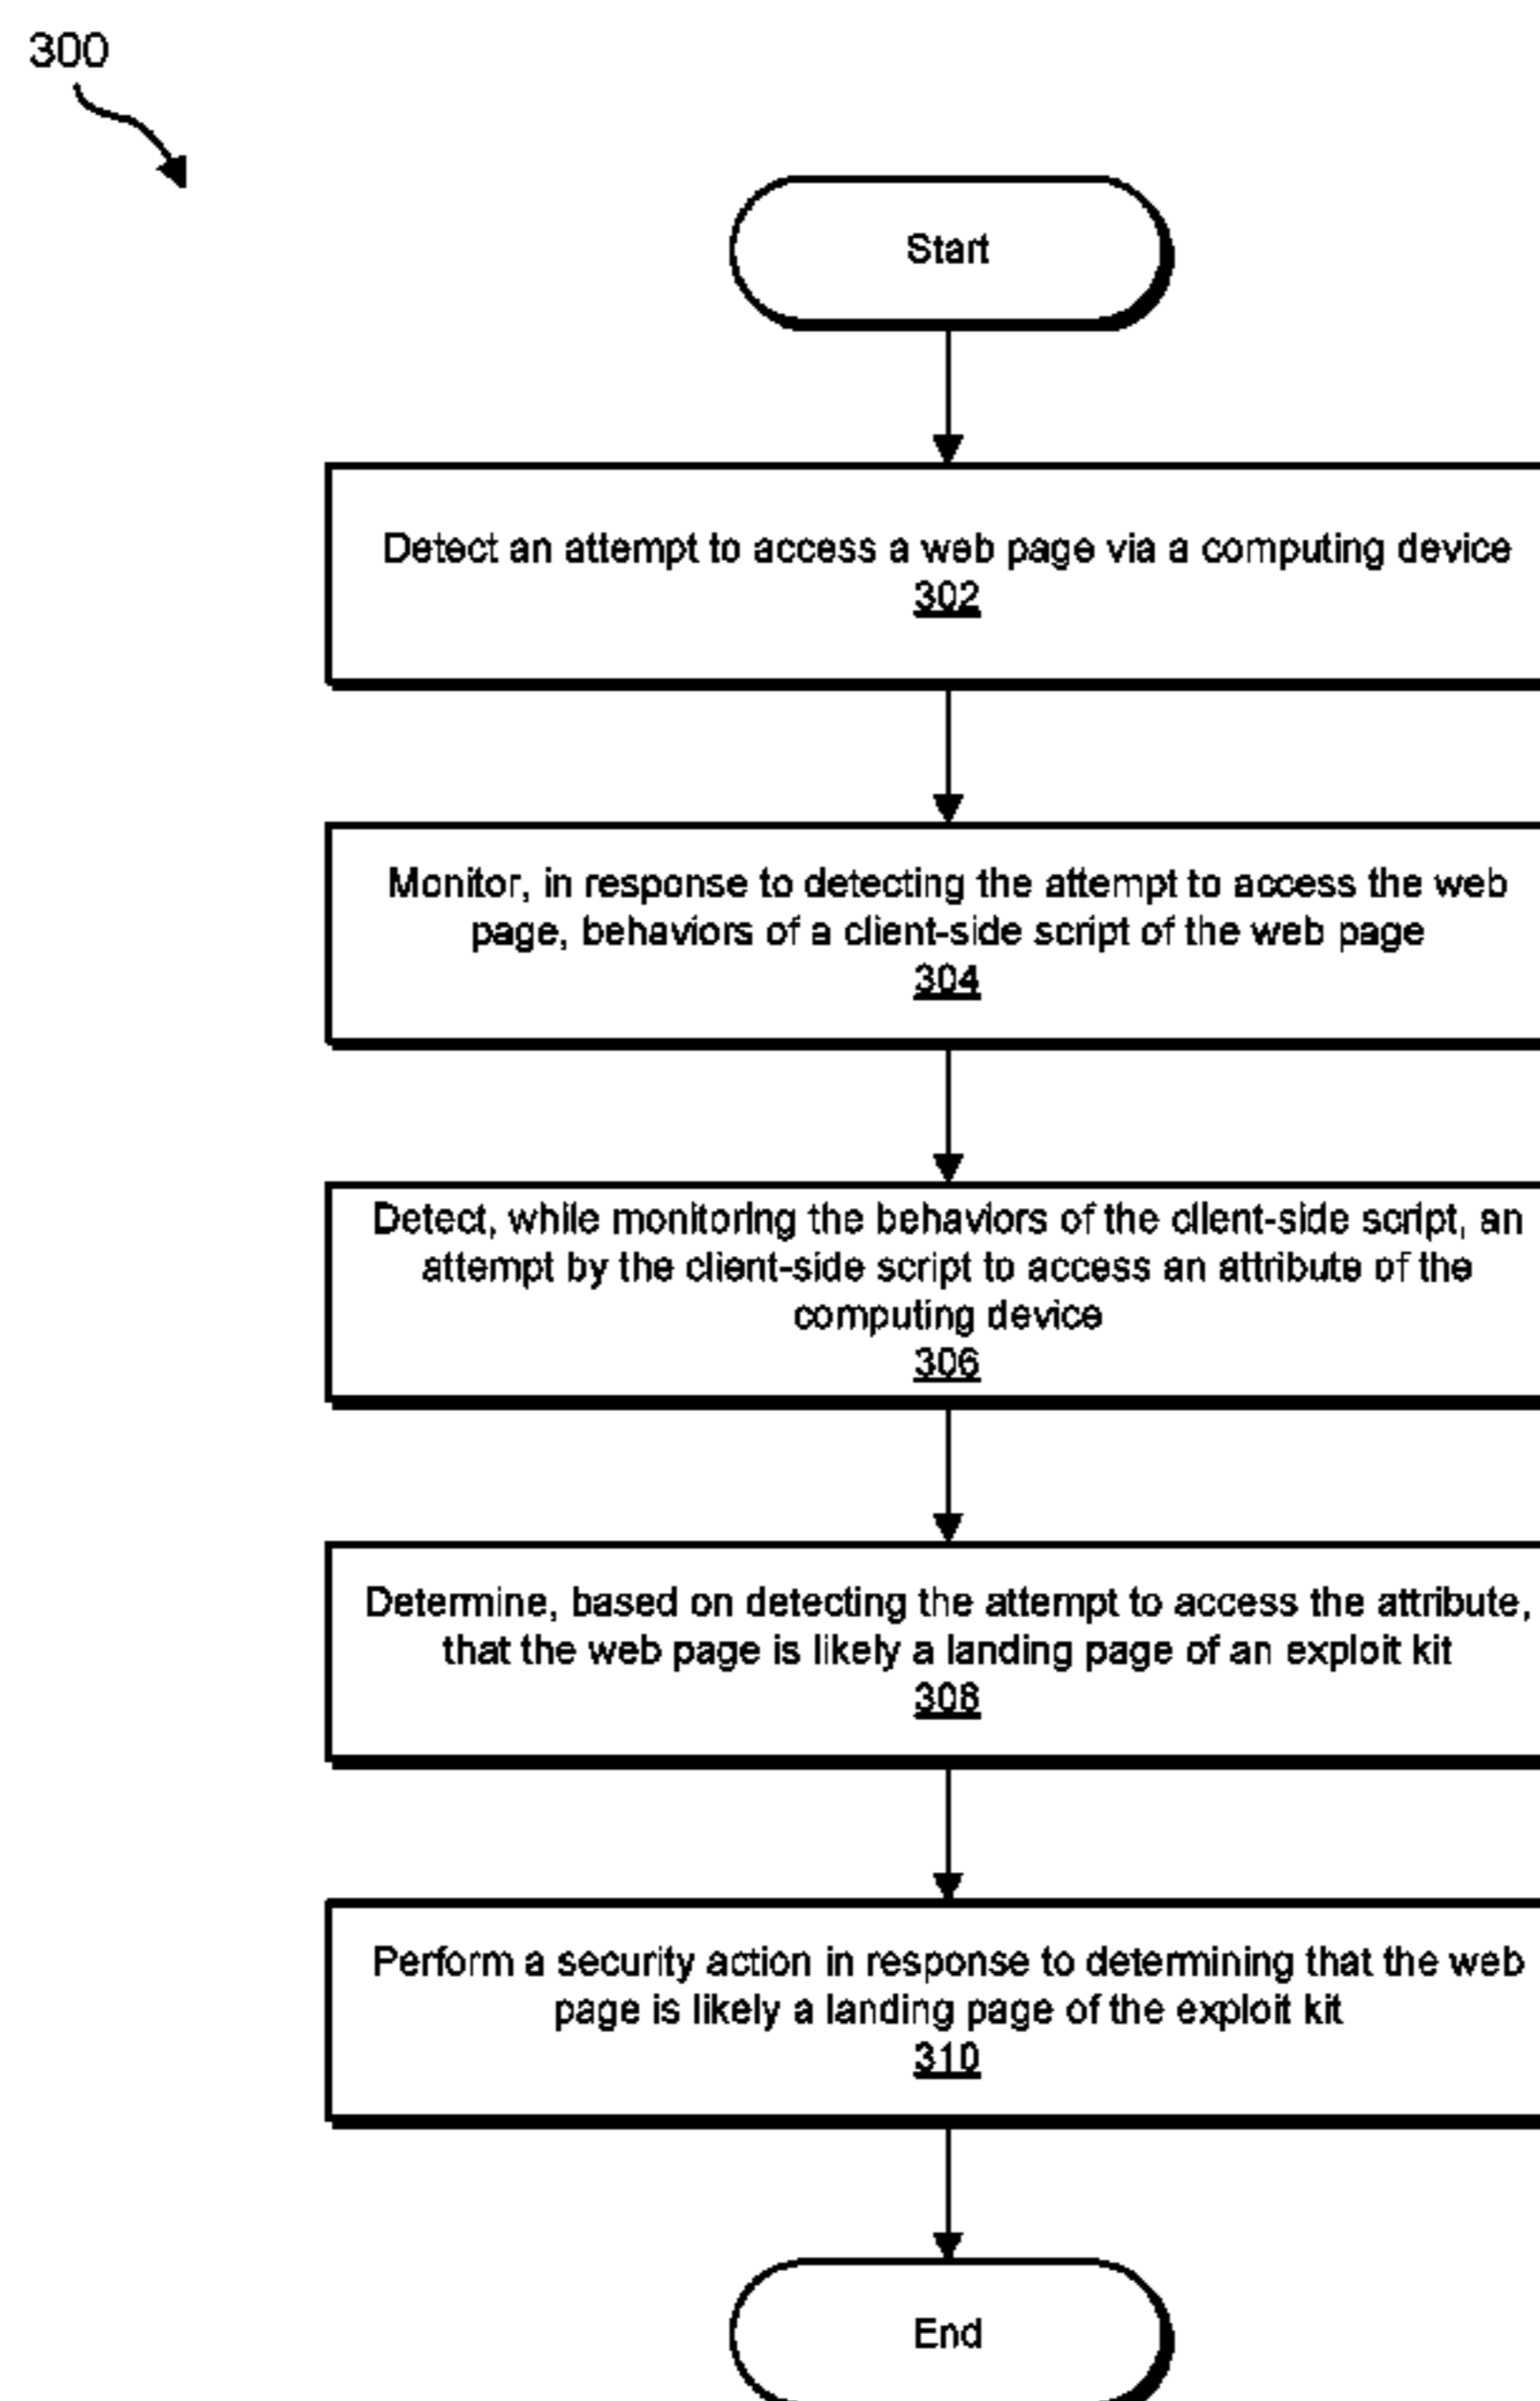 300
Start
Detect an attempt to access a web page via a computing device
302
Monitor, in response to detecting the attempt to access the web
page, behaviors of a client-side script of the web page
304
Detect, while monitoring the behaviors of the client-side script, an
attempt by the client-side script to access an attribute of the
computing device
306
Determine, based on detecting the attempt to access the attribute,
that the web page is likely a landing page of an exploit kit
308
Perform a security action in response to determining that the web
page is likely a landing page of the exploit kit
310
End